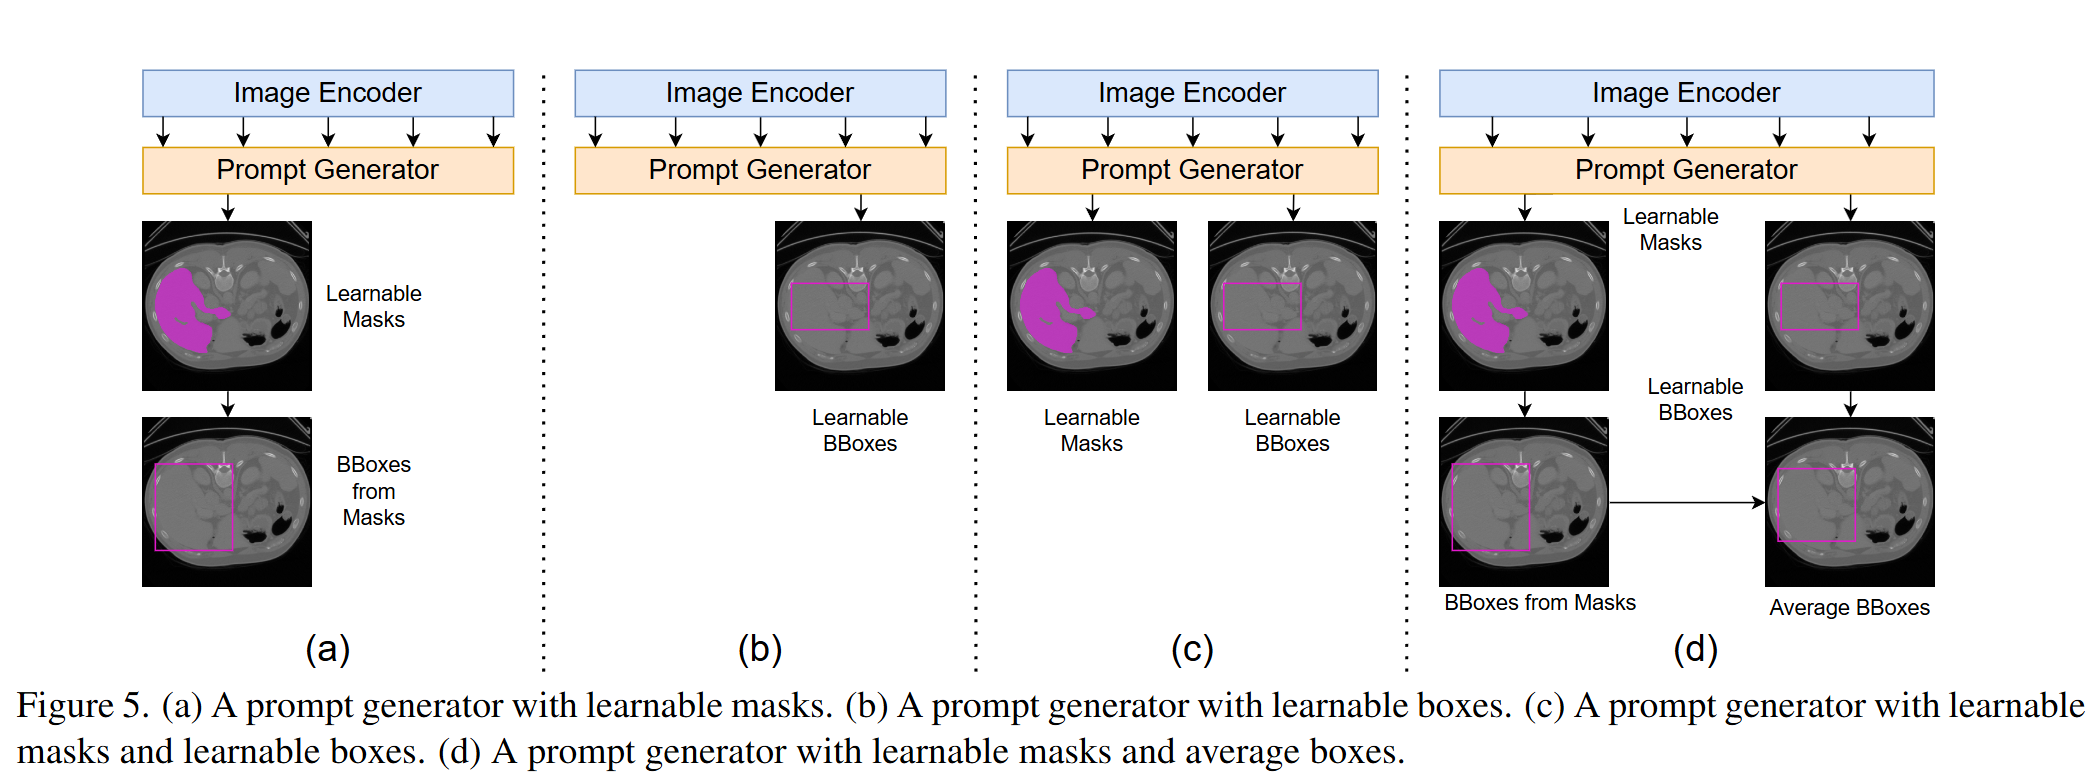 Image Encoder
Prompt Generator
Learnable
Masks
BBoxes
from
Masks
(a)
Image Encoder
Prompt Generator
Learnable
BBoxes
(b)
Image Encoder
Prompt Generator
Learnable
Masks
Learnable
BBoxes
(c)
Image Encoder
Prompt Generator
Learnable
Masks
Learnable
BBoxes
BBoxes from Masks
Average BBoxes
(d)
Figure 5. (a) A prompt generator with learnable masks. (b) A prompt generator with learnable boxes. (c) A prompt generator with learnable
masks and learnable boxes. (d) A prompt generator with learnable masks and average boxes.